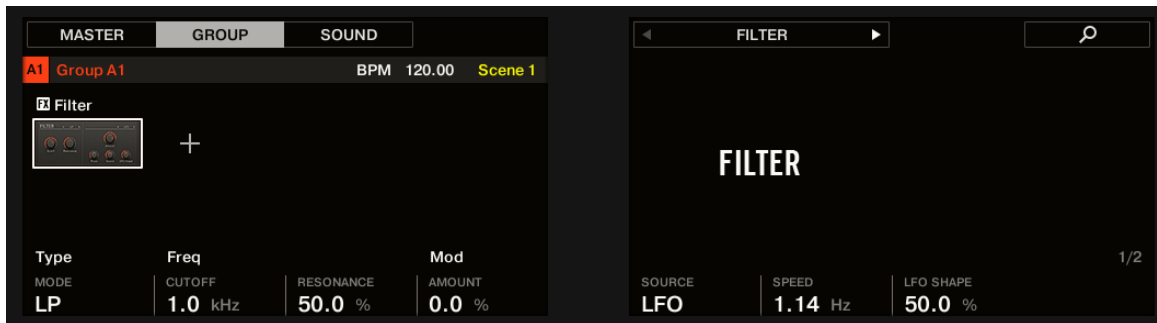 MASTER GROUP SOUND
A1 Group A1 BPM 120.00 Scene 1
FX Filter
Type Freq Mod
MODE CUTOFF RESONANCE AMOUNT
LP 1.0 kHz 50.0 % 0.0 %
FILTER
FILTER
1/2
SOURCE SPEED LFO SHAPE
LFO 1.14 Hz 50.0 %